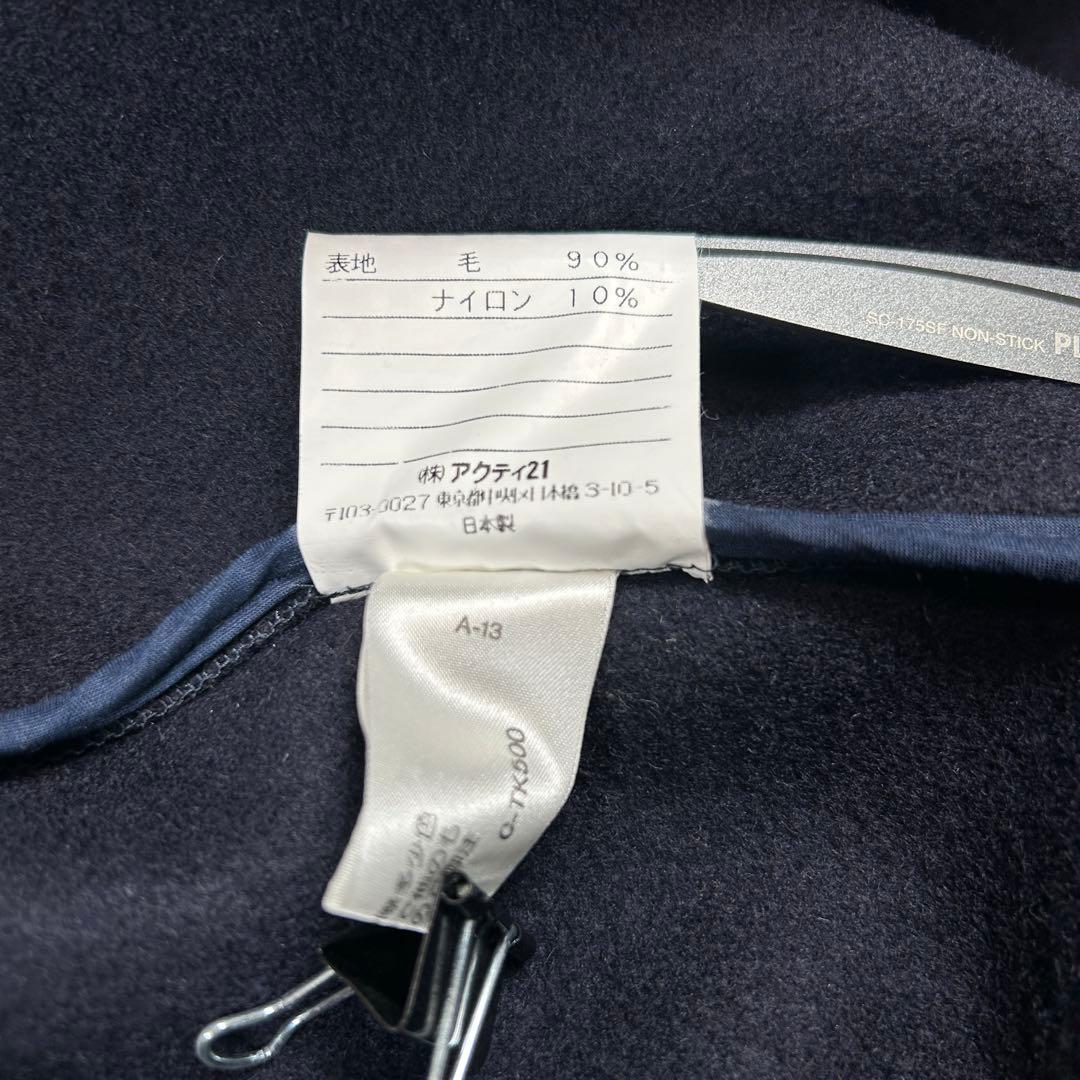 表地 毛 90%
ナイロン 10%
(株) アクティ21
〒103-0027 東京都中央区日本橋 3-10-5
日本製
SC-175SF NON-STICK
A-13
O-TK500